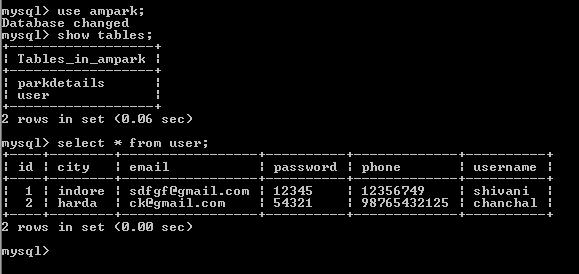 mysql> use ampark;
Database changed
mysql> show tables;
+------------------+
| Tables_in_ampark |
+------------------+
| parkdetails      |
| user             |
+------------------+
2 rows in set (0.06 sec)
mysql> select * from user;
+----+--------+-----------------+----------+-------------+----------+
| id | city   | email           | password | phone       | username |
+----+--------+-----------------+----------+-------------+----------+
|  1 | indore | sdfgf@gmail.com | 12345    | 12356749    | shivani  |
|  2 | harda  | ck@gmail.com    | 54321    | 98765432125 | chanchal |
+----+--------+-----------------+----------+-------------+----------+
2 rows in set (0.00 sec)
mysql>